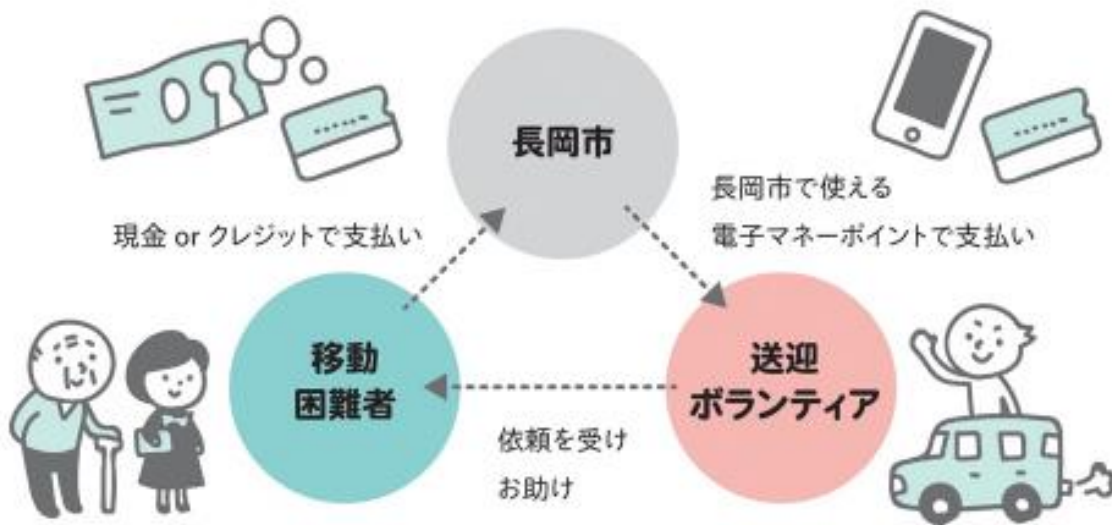 長岡市
現金 or クレジットで支払い
長岡市で使える
電子マネーポイントで支払い
移動
困難者
送迎
ボランティア
依頼を受け
お助け